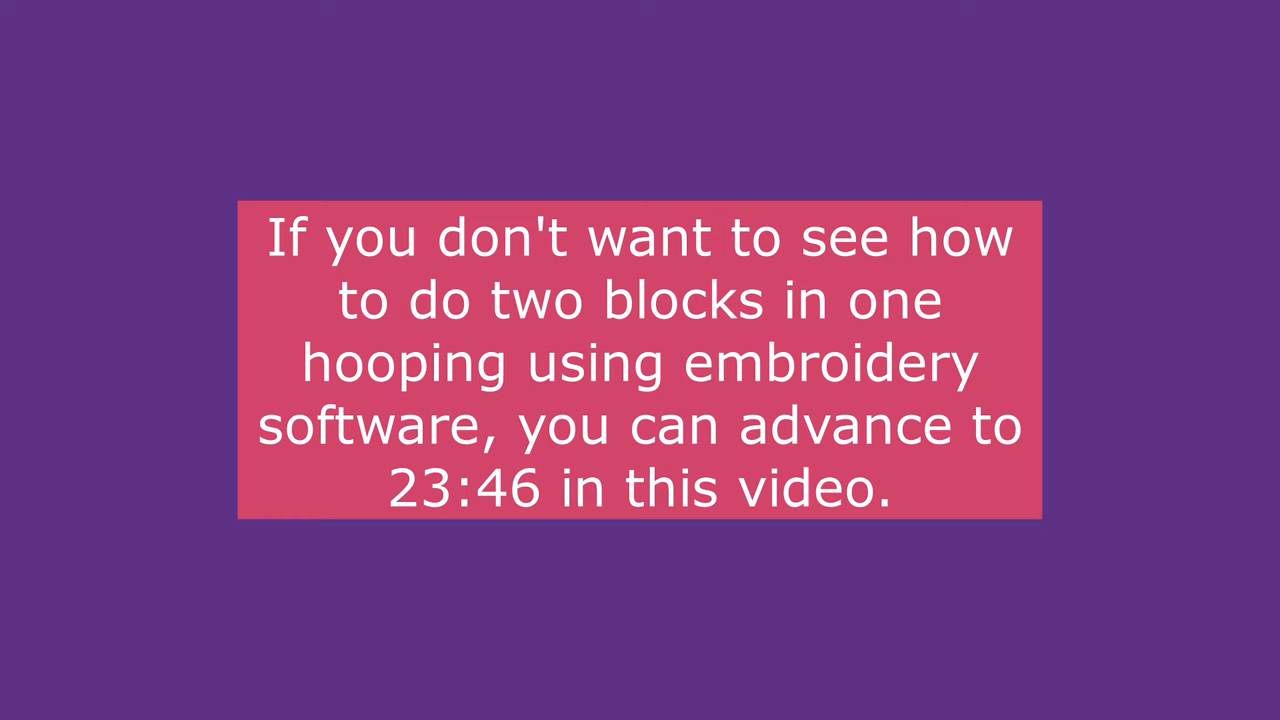 If you don't want to see how
to do two blocks in one
hooping using embroidery
software, you can advance to
23:46 in this video.